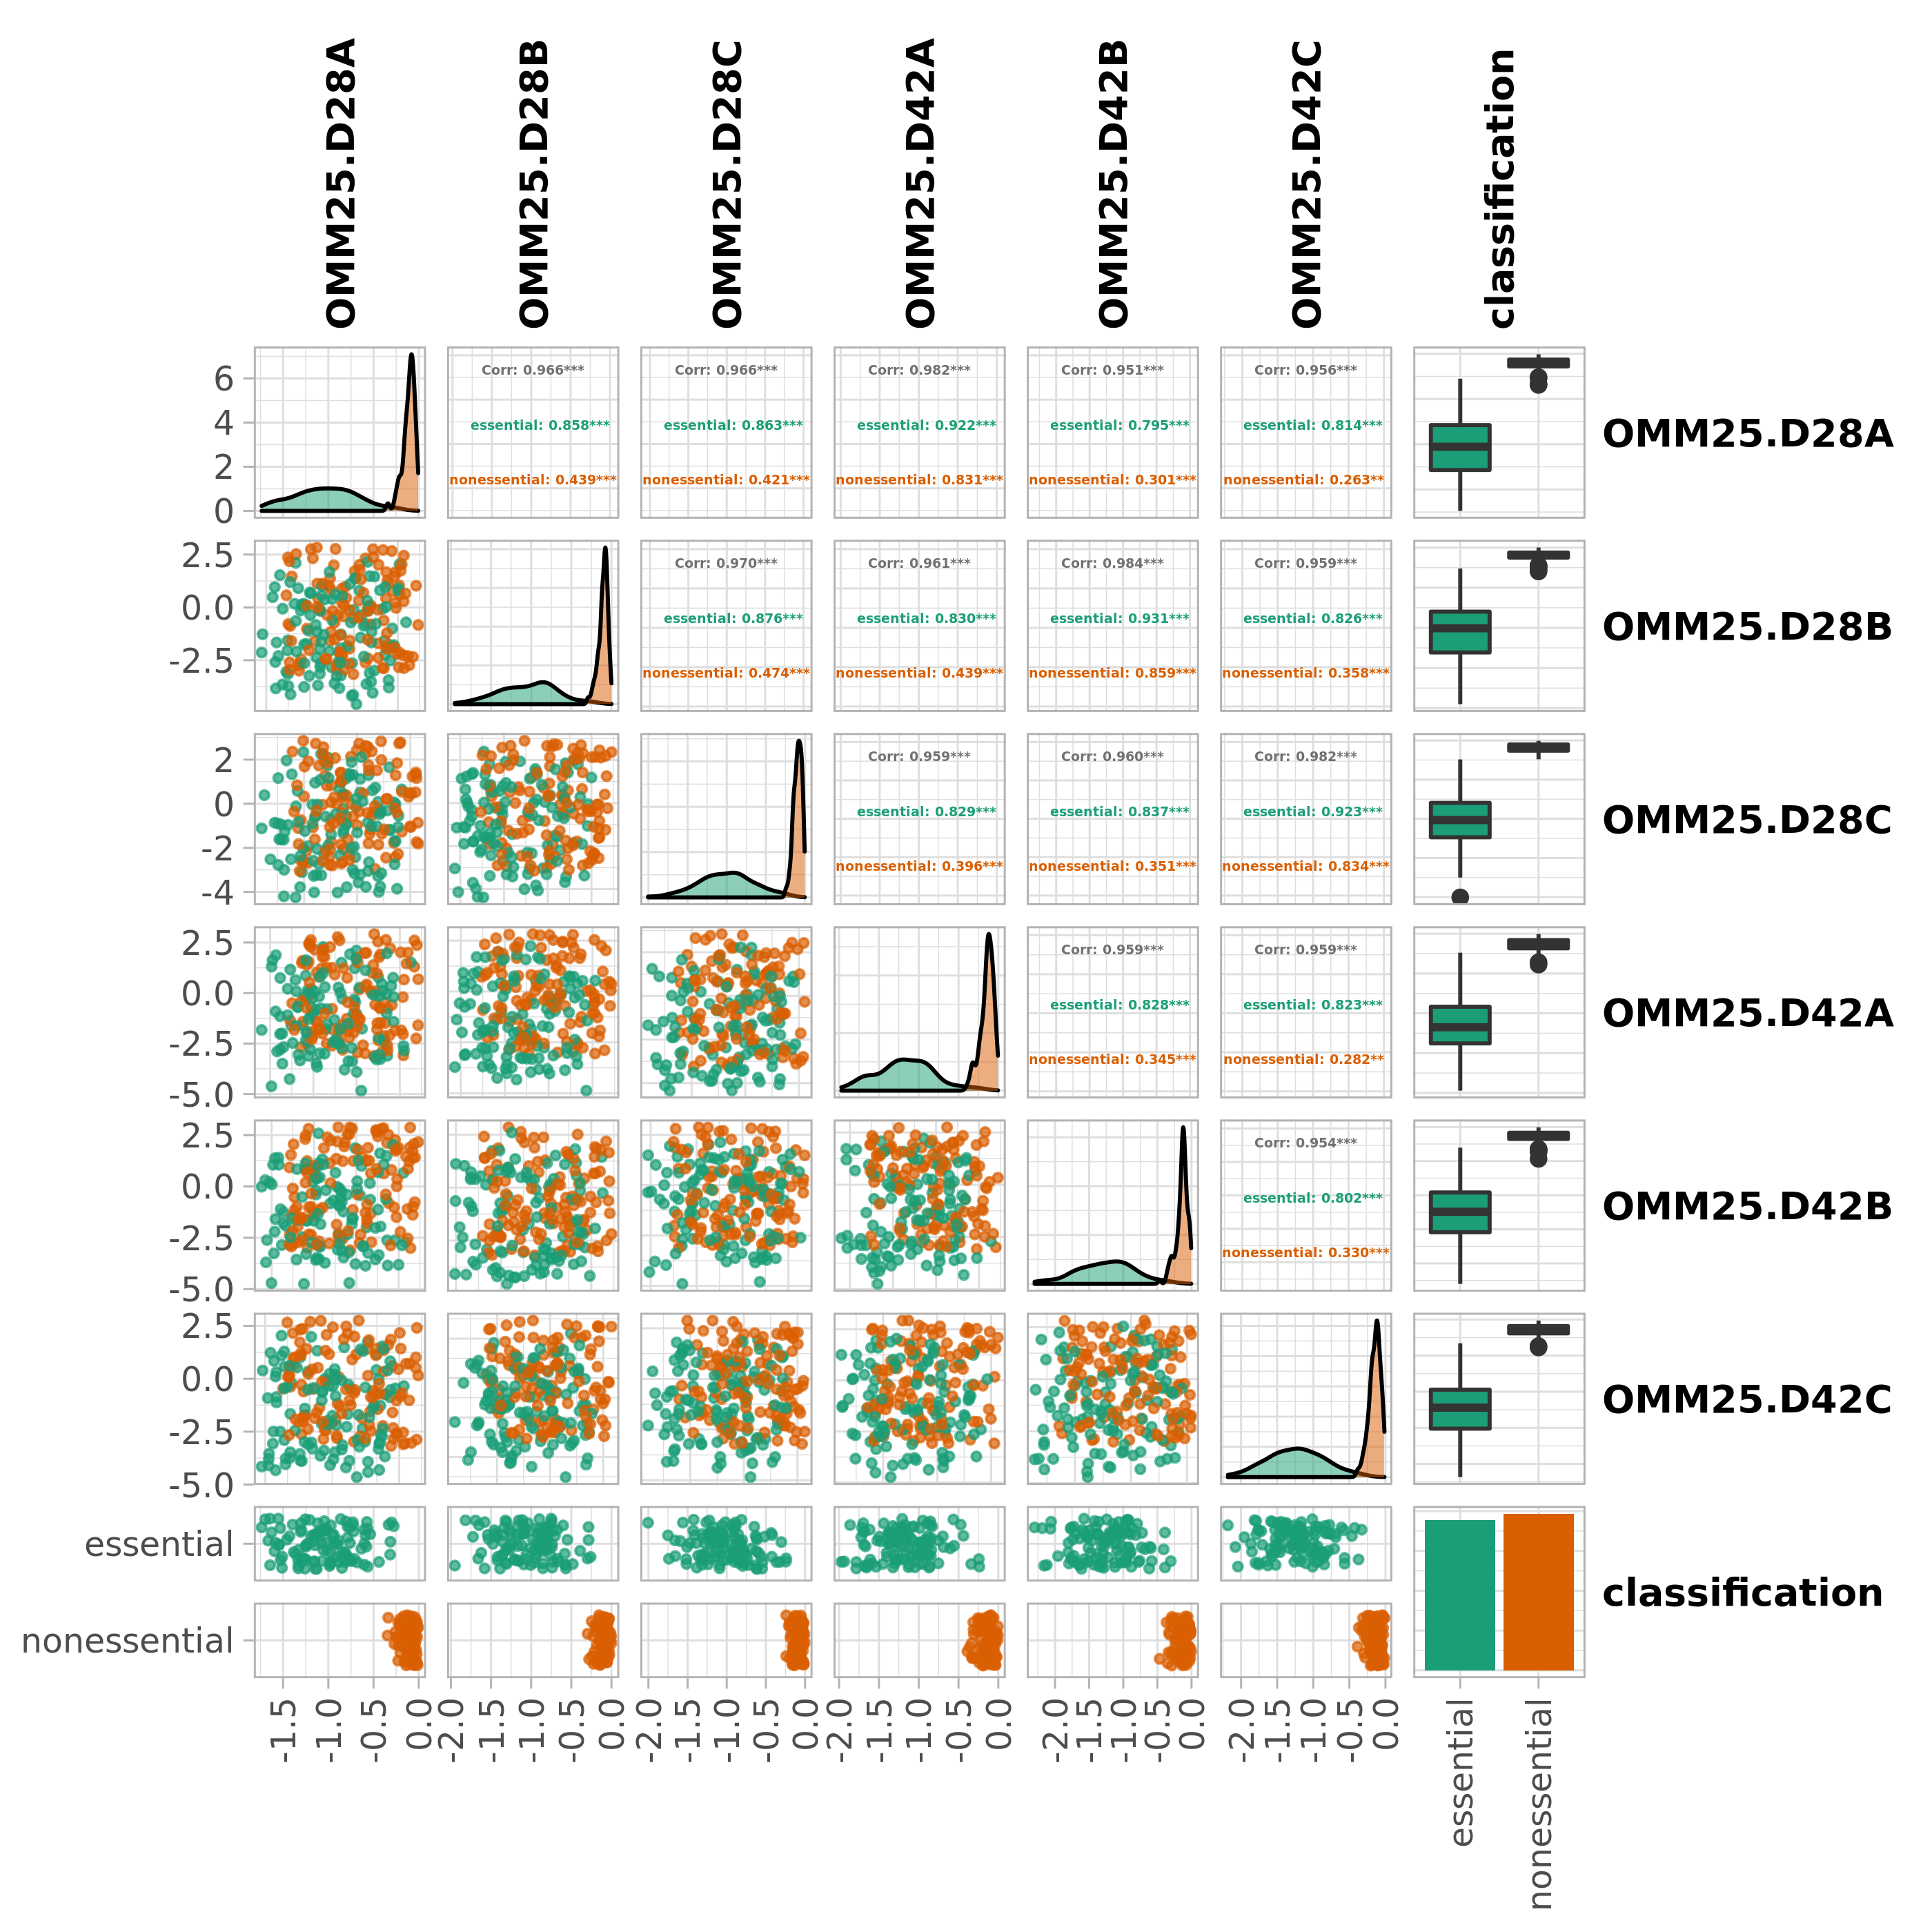 OMM25.D28A
OMM25.D28B
OMM25.D28C
OMM25.D42A
OMM25.D42B
OMM25.D42C
classification
6
4
2
0
Corr: 0.966***
essential: 0.858***
nonessential: 0.439***
Corr: 0.966***
essential: 0.863***
nonessential: 0.421***
Corr: 0.982***
essential: 0.922***
nonessential: 0.831***
Corr: 0.951***
essential: 0.795***
nonessential: 0.301***
Corr: 0.956***
essential: 0.814***
nonessential: 0.263**
OMM25.D28A
2.5
0.0
-2.5
Corr: 0.970***
essential: 0.876***
nonessential: 0.474***
Corr: 0.961***
essential: 0.830***
nonessential: 0.439***
Corr: 0.984***
essential: 0.931***
nonessential: 0.859***
Corr: 0.959***
essential: 0.826***
nonessential: 0.358***
OMM25.D28B
2
0
-2
-4
Corr: 0.959***
essential: 0.829***
nonessential: 0.396***
Corr: 0.960***
essential: 0.837***
nonessential: 0.351***
Corr: 0.982***
essential: 0.923***
nonessential: 0.834***
OMM25.D28C
2.5
0.0
-2.5
-5.0
Corr: 0.959***
essential: 0.828***
nonessential: 0.345***
Corr: 0.959***
essential: 0.823***
nonessential: 0.282**
OMM25.D42A
2.5
0.0
-2.5
-5.0
Corr: 0.954***
essential: 0.802***
nonessential: 0.330***
OMM25.D42B
2.5
0.0
-2.5
-5.0
OMM25.D42C
essential
nonessential
classification
-1.5
-1.0
-0.5
0.0
-2.0
-1.5
-1.0
-0.5
0.0
-2.0
-1.5
-1.0
-0.5
0.0
-2.0
-1.5
-1.0
-0.5
0.0
-2.0
-1.5
-1.0
-0.5
0.0
-2.0
-1.5
-1.0
-0.5
0.0
essential
nonessential